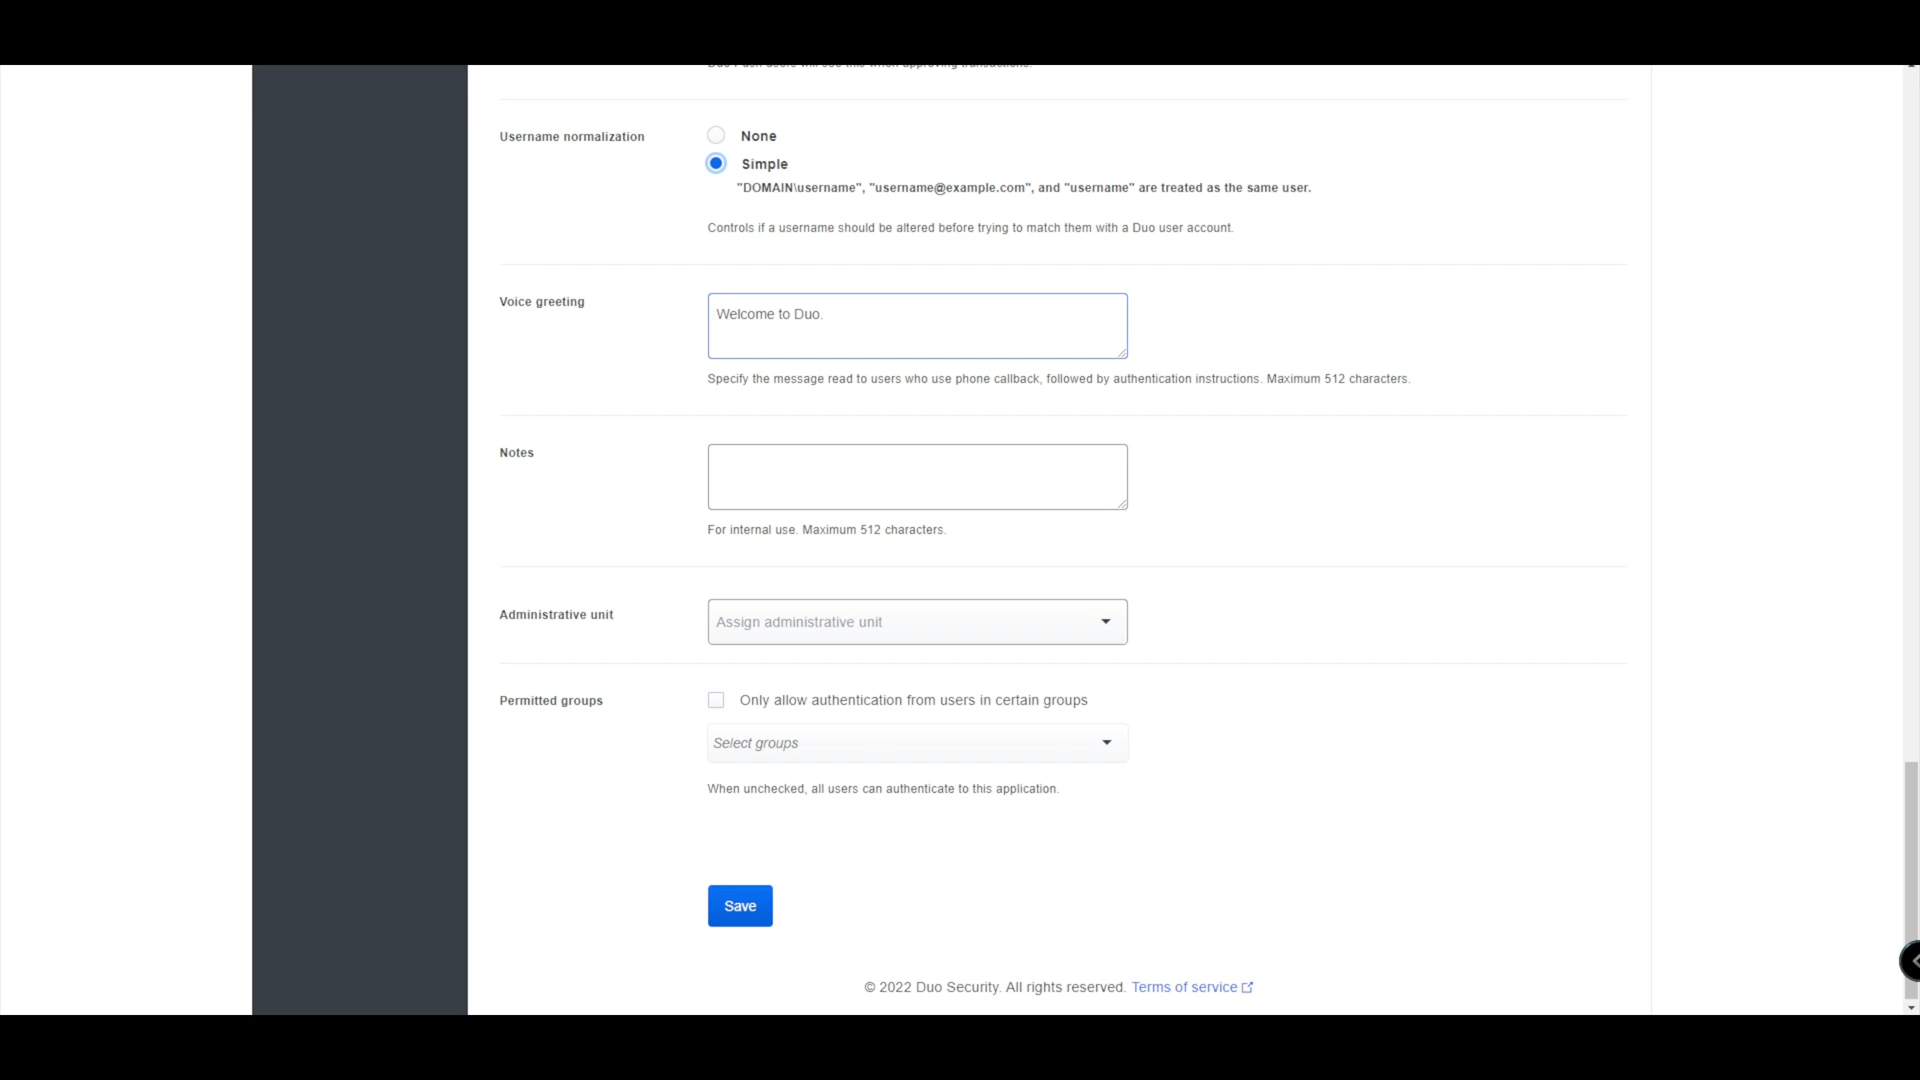 Username normalization
None
Simple
"DOMAIN\username", "username@example.com", and "username" are treated as the same user.
Controls if a username should be altered before trying to match them with a Duo user account.
Voice greeting
Welcome to Duo.
Specify the message read to users who use phone callback, followed by authentication instructions. Maximum 512 characters.
Notes
For internal use. Maximum 512 characters.
Administrative unit
Assign administrative unit
Permitted groups
Only allow authentication from users in certain groups
Select groups
When unchecked, all users can authenticate to this application.
Save
© 2022 Duo Security. All rights reserved. Terms of service